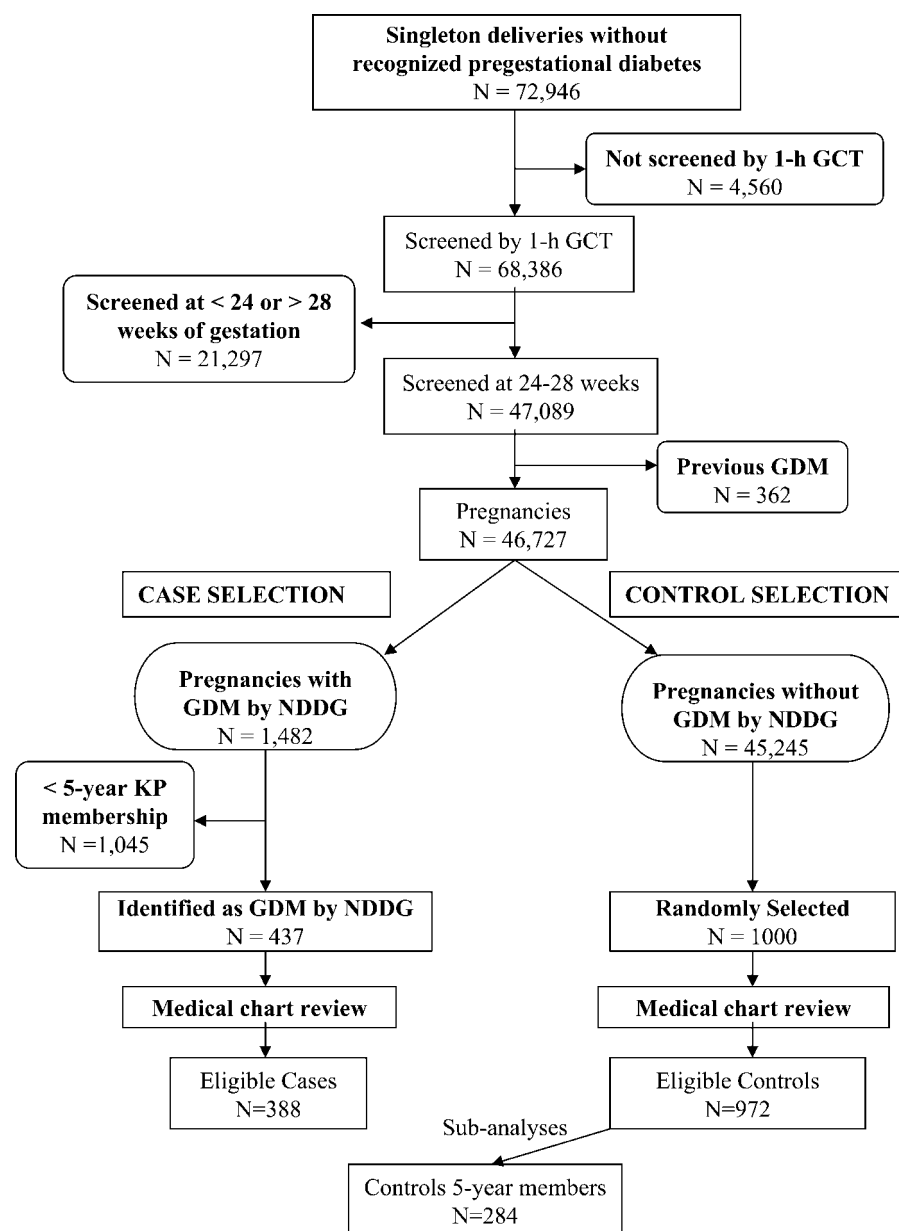 Singleton deliveries without
recognized pregestational diabetes
N = 72,946
Not screened by 1-h GCT
N = 4,560
Screened by 1-h GCT
N = 68,386
Screened at < 24 or > 28
weeks of gestation
N = 21,297
Screened at 24-28 weeks
N = 47,089
Previous GDM
N = 362
Pregnancies
N = 46,727
CASE SELECTION
CONTROL SELECTION
Pregnancies with
GDM by NDDG
N = 1,482
Pregnancies without
GDM by NDDG
N = 45,245
< 5-year KP
membership
N =1,045
Identified as GDM by NDDG
N = 437
Randomly Selected
N = 1000
Medical chart review
Medical chart review
Eligible Cases
N=388
Eligible Controls
N=972
Sub-analyses
Controls 5-year members
N=284